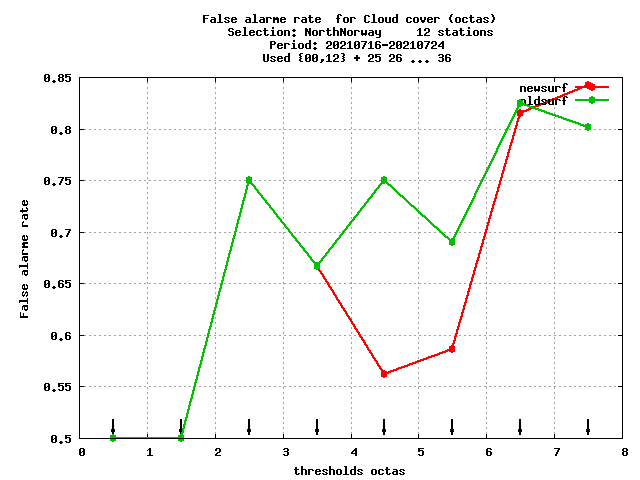 False alarme rate  for Cloud cover (octas)
Selection: NorthNorway     12 stations
Period: 20210716-20210724
Used {00,12} + 25 26 ... 36
0.85
0.8
0.75
0.7
0.65
0.6
0.55
0.5
False alarme rate
newsurf
oldsurf
0 1 2 3 4 5 6 7 8
thresholds octas